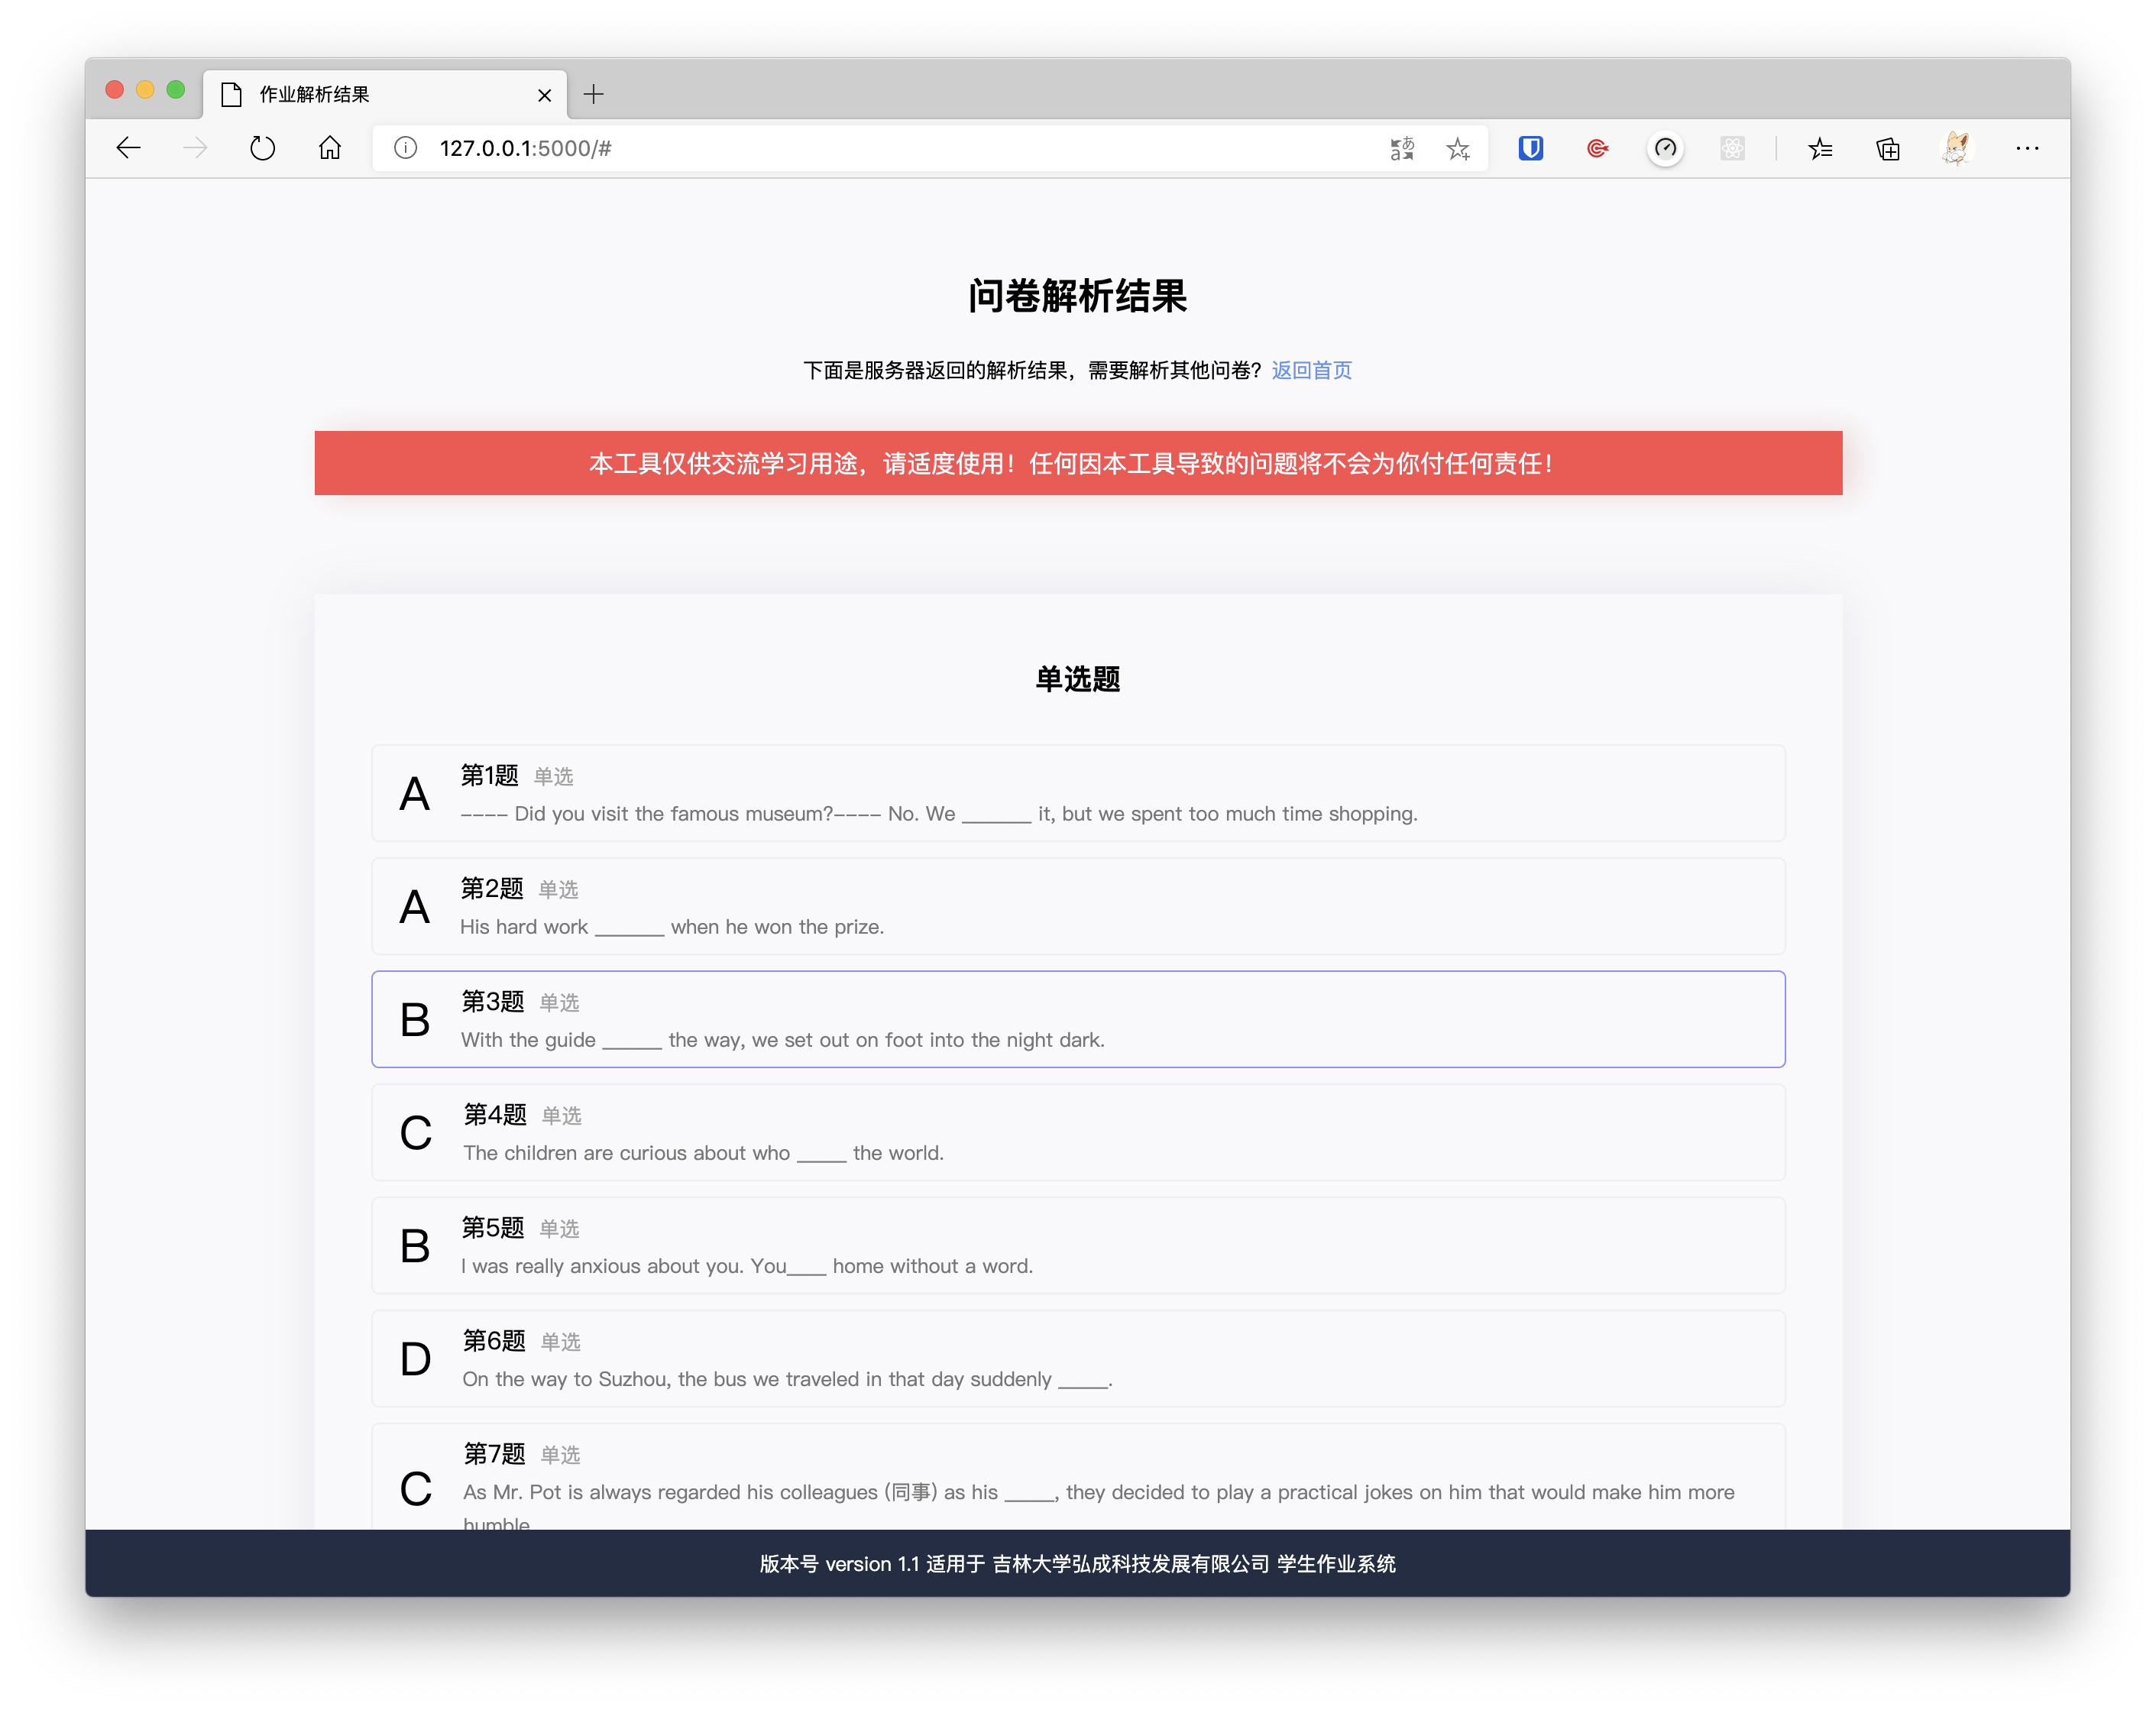 作业解析结果
127.0.0.1:5000/#
问卷解析结果
下面是服务器返回的解析结果，需要解析其他问卷？返回首页
本工具仅供交流学习用途，请适度使用！任何因本工具导致的问题将不会为你付任何责任！
单选题
A
第1题 单选
---- Did you visit the famous museum?---- No. We _______ it, but we spent too much time shopping.
A
第2题 单选
His hard work _______ when he won the prize.
B
第3题 单选
With the guide ______ the way, we set out on foot into the night dark.
C
第4题 单选
The children are curious about who _____ the world.
B
第5题 单选
I was really anxious about you. You____ home without a word.
D
第6题 单选
On the way to Suzhou, the bus we traveled in that day suddenly _____.
C
第7题 单选
As Mr. Pot is always regarded his colleagues (同事) as his _____, they decided to play a practical jokes on him that would make him more
humble
版本号 version 1.1 适用于 吉林大学弘成科技发展有限公司 学生作业系统